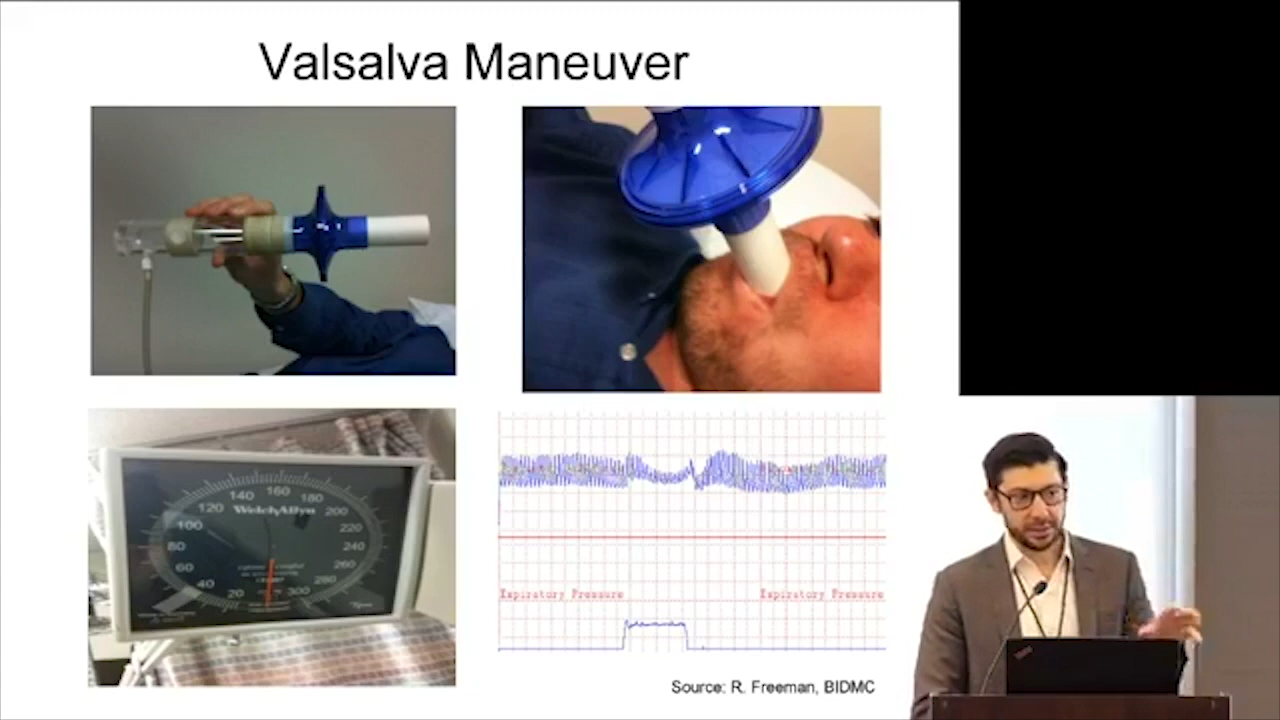 Valsalva Maneuver
140 160 180
120 WelchAllyn 200
100 220
80 240
60 260
40 280
20 300
Expiratory Pressure Expiratory Pressure
Source: R. Freeman, BIDMC